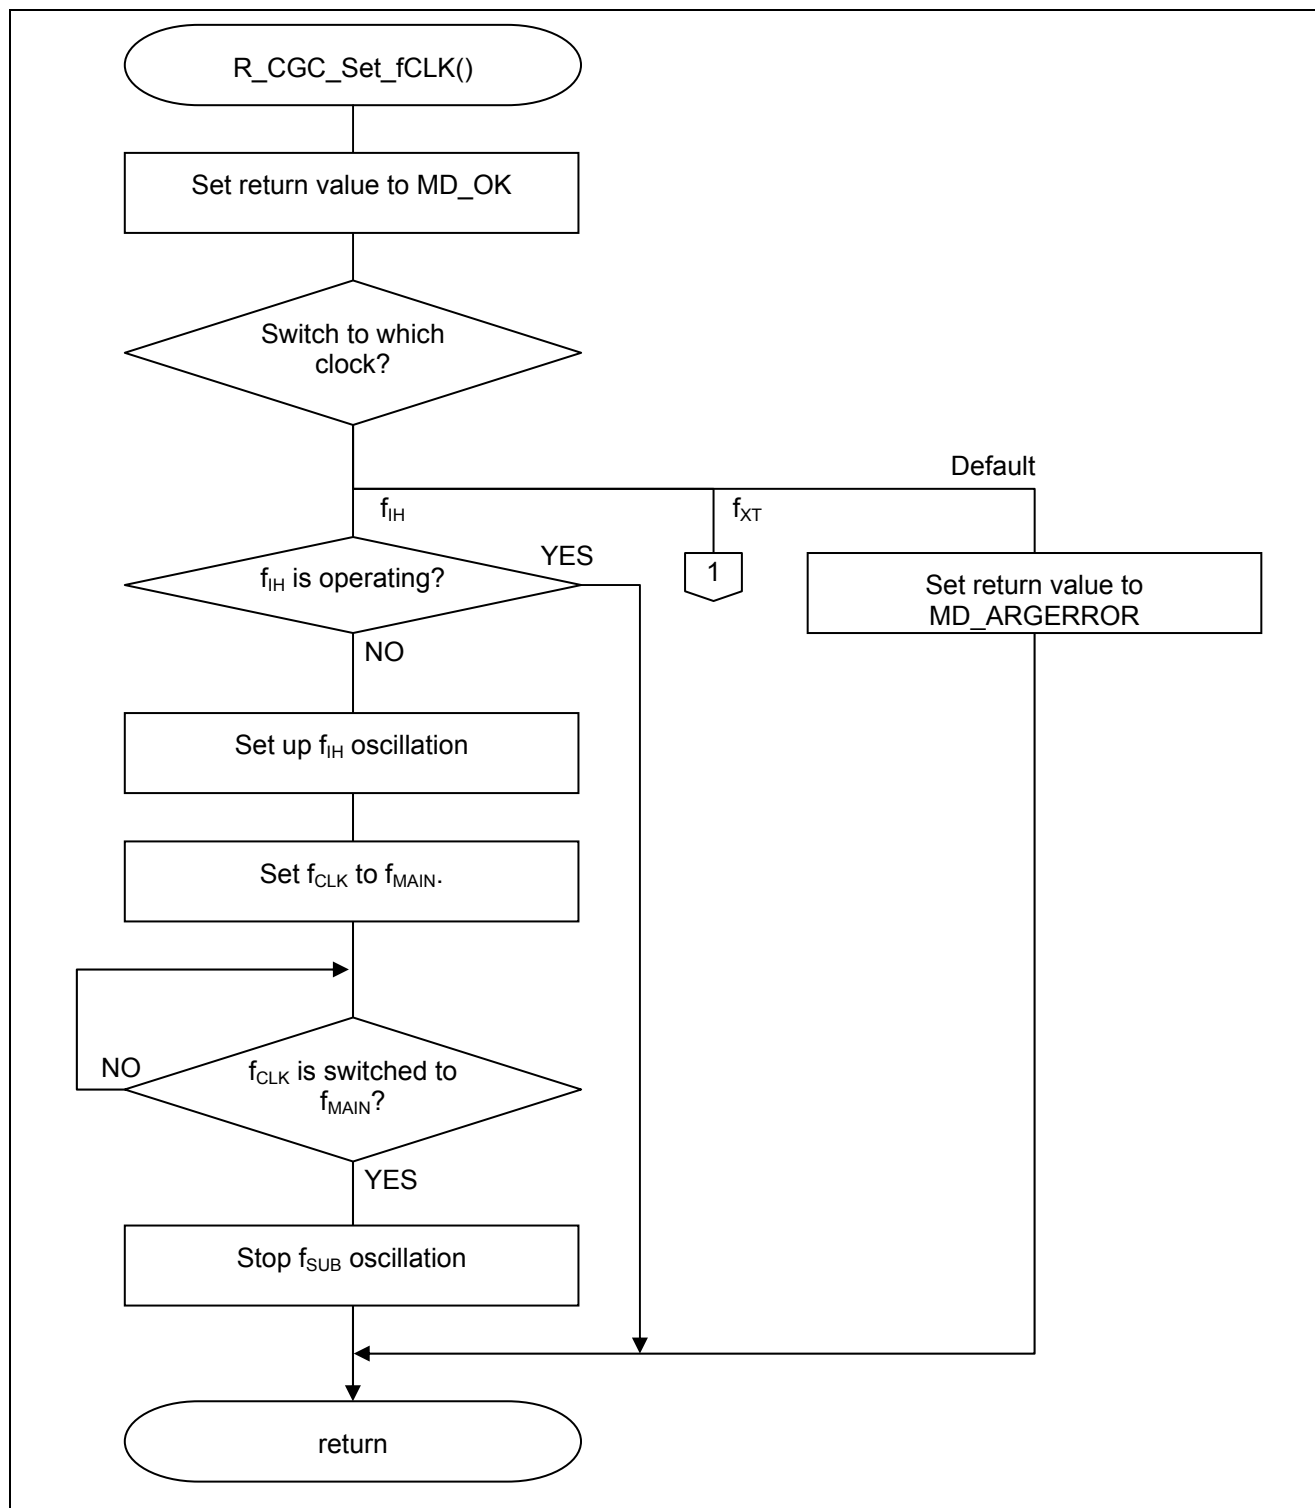 R_CGC_Set_fCLK()
Set return value to MD_OK
Switch to which
clock?
Default
fIH
fXT
YES
fIH is operating?
1
Set return value to
MD_ARGERROR
NO
Set up fIH oscillation
Set fCLK to fMAIN.
NO
fCLK is switched to
fMAIN?
YES
Stop fSUB oscillation
return